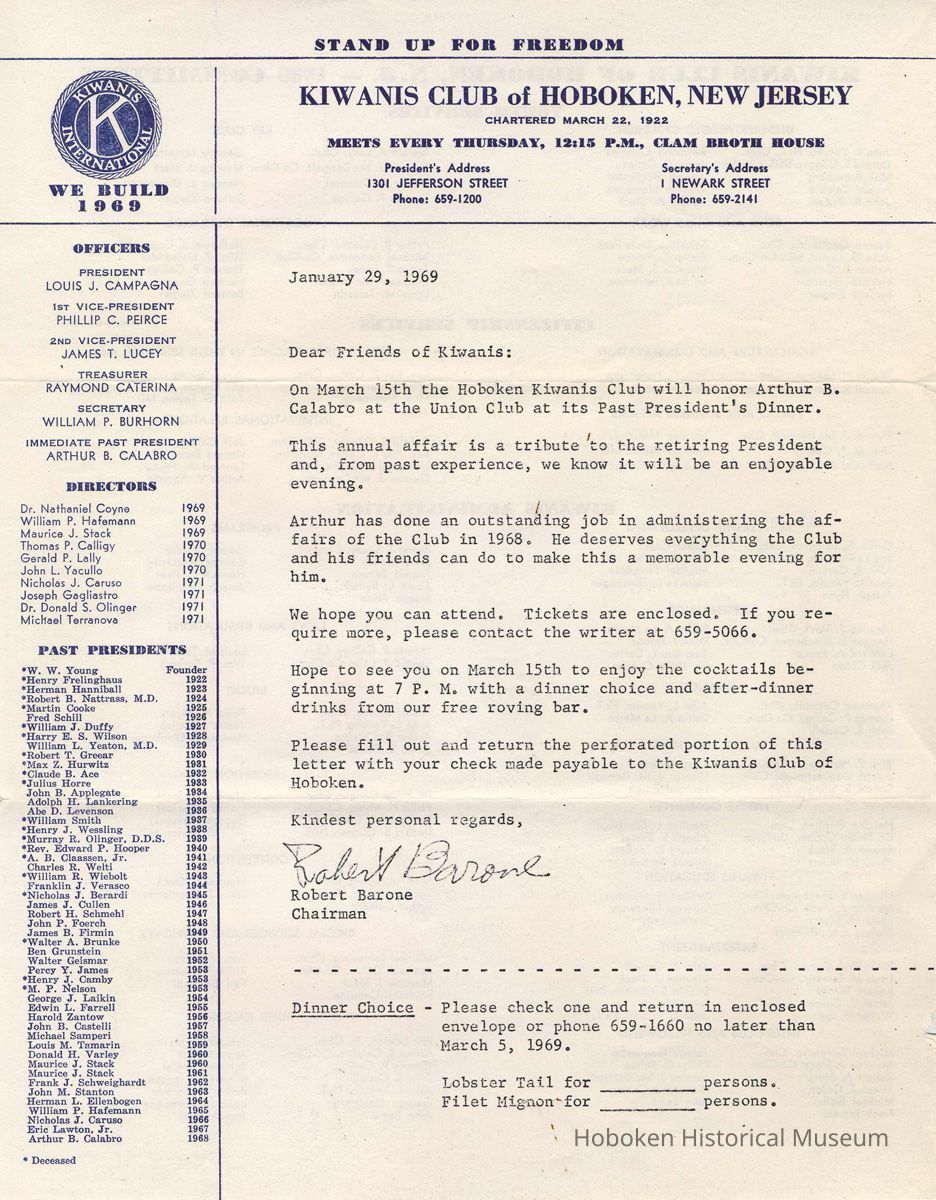 STAND UP FOR FREEDOM
KIWANIS INTERNATIONAL
K
WE BUILD
1969
KIWANIS CLUB of HOBOKEN, NEW JERSEY
CHARTERED MARCH 22, 1922
MEETS EVERY THURSDAY, 12:15 P.M., CLAM BROTH HOUSE
President's Address
1301 JEFFERSON STREET
Phone: 659-1200
Secretary's Address
1 NEWARK STREET
Phone: 659-2141
OFFICERS
PRESIDENT
LOUIS J. CAMPAGNA
1ST VICE-PRESIDENT
PHILLIP C. PEIRCE
2ND VICE-PRESIDENT
JAMES T. LUCEY
TREASURER
RAYMOND CATERINA
SECRETARY
WILLIAM P. BURHORN
IMMEDIATE PAST PRESIDENT
ARTHUR B. CALABRO
DIRECTORS
Dr. Nathaniel Coyne 1969
William P. Hafemann 1969
Maurice J. Stack 1969
Thomas P. Calligy 1970
Gerald P. Lally 1970
John L. Yacullo 1970
Nicholas J. Caruso 1971
Joseph Gagliastro 1971
Dr. Donald S. Olinger 1971
Michael Terranova 1971
PAST PRESIDENTS
*W. W. Young Founder
*Henry Frelinghaus 1922
*Herman Hanniball 1923
*Robert B. Nattrass, M.D. 1924
*Martin Cooke 1925
Fred Schill 1926
*William J. Duffy 1927
*Harry E. S. Wilson 1928
William L. Yeaton, M.D. 1929
*Robert T. Greear 1930
*Max Z. Hurwitz 1931
*Claude B. Ace 1932
*Julius Horre 1933
John B. Applegate 1934
Adolph H. Lankering 1935
Abe D. Levenson 1936
*William Smith 1937
*Henry J. Wessling 1938
*Murray R. Olinger, D.D.S. 1939
*Rev. Edward P. Hooper 1940
*A. B. Claassen, Jr. 1941
Charles R. Welti 1942
*William R. Wiebolt 1943
Franklin J. Verasco 1944
*Nicholas J. Berardi 1945
James J. Cullen 1946
Robert H. Schmehl 1947
John P. Foerch 1948
James B. Firmin 1949
*Walter A. Brunke 1950
Ben Grunstein 1951
Walter Geismar 1952
Percy Y. James 1953
*Henry J. Camby 1953
*M. P. Nelson 1953
George J. Laikin 1954
Edwin L. Farrell 1955
Harold Zantow 1956
John B. Castelli 1957
Michael Samperi 1958
Louis M. Tamarin 1959
Donald H. Varley 1960
Maurice J. Stack 1960
Maurice J. Stack 1961
Frank J. Schweighardt 1962
John M. Stanton 1963
Herman L. Ellenbogen 1964
William P. Hafemann 1965
Nicholas J. Caruso 1966
Eric Lawton, Jr. 1967
Arthur B. Calabro 1968
* Deceased
January 29, 1969
Dear Friends of Kiwanis:
On March 15th the Hoboken Kiwanis Club will honor Arthur B.
Calabro at the Union Club at its Past President's Dinner.
This annual affair is a tribute to the retiring President
and, from past experience, we know it will be an enjoyable
evening.
Arthur has done an outstanding job in administering the af-
fairs of the Club in 1968. He deserves everything the Club
and his friends can do to make this a memorable evening for
him.
We hope you can attend. Tickets are enclosed. If you re-
quire more, please contact the writer at 659-5066.
Hope to see you on March 15th to enjoy the cocktails be-
ginning at 7 P. M. with a dinner choice and after-dinner
drinks from our free roving bar.
Please fill out and return the perforated portion of this
letter with your check made payable to the Kiwanis Club of
Hoboken.
Kindest personal regards,
Robert Barone
Robert Barone
Chairman
Dinner Choice - Please check one and return in enclosed
envelope or phone 659-1660 no later than
March 5, 1969.
Lobster Tail for __________ persons.
Filet Mignon for __________ persons.
Hoboken Historical Museum